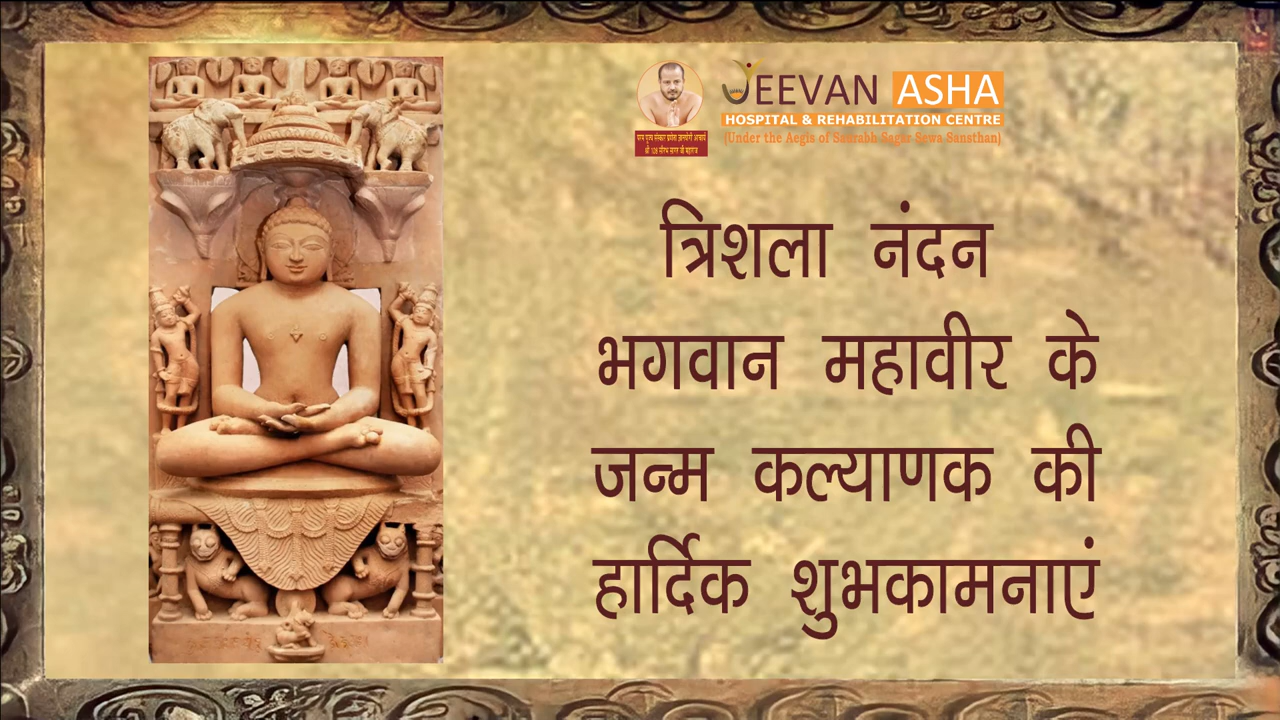 JEEVAN ASHA
HOSPITAL & REHABILITATION CENTRE
(Under the Aegis of Saurabh Sagar Sewa Sansthan)
त्रिशला नंदन
भगवान महावीर के
जन्म कल्याणक की
हार्दिक शुभकामनाएं